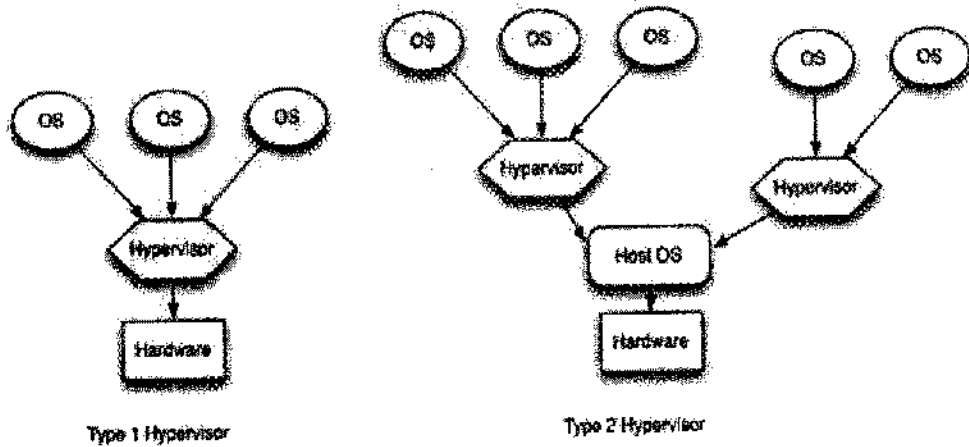 OS
OS
OS
Hypervisor
Hardware
Type 1 Hypervisor
OS
OS
OS
OS
OS
Hypervisor
Hypervisor
Host OS
Hardware
Type 2 Hypervisor